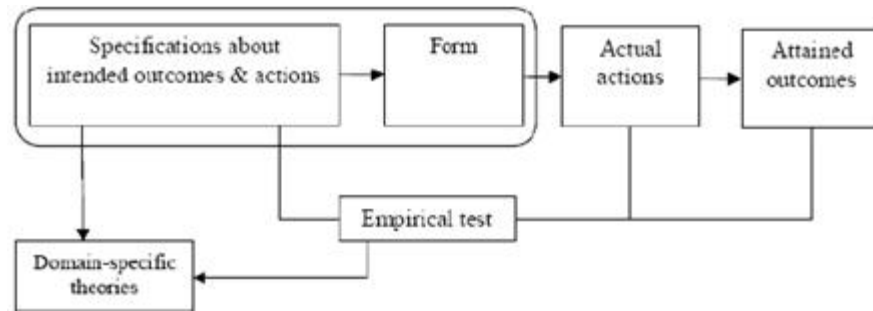 Specifications about
intended outcomes & actions
Form
Actual
actions
Attained
outcomes
Empirical test
Domain-specific
theories